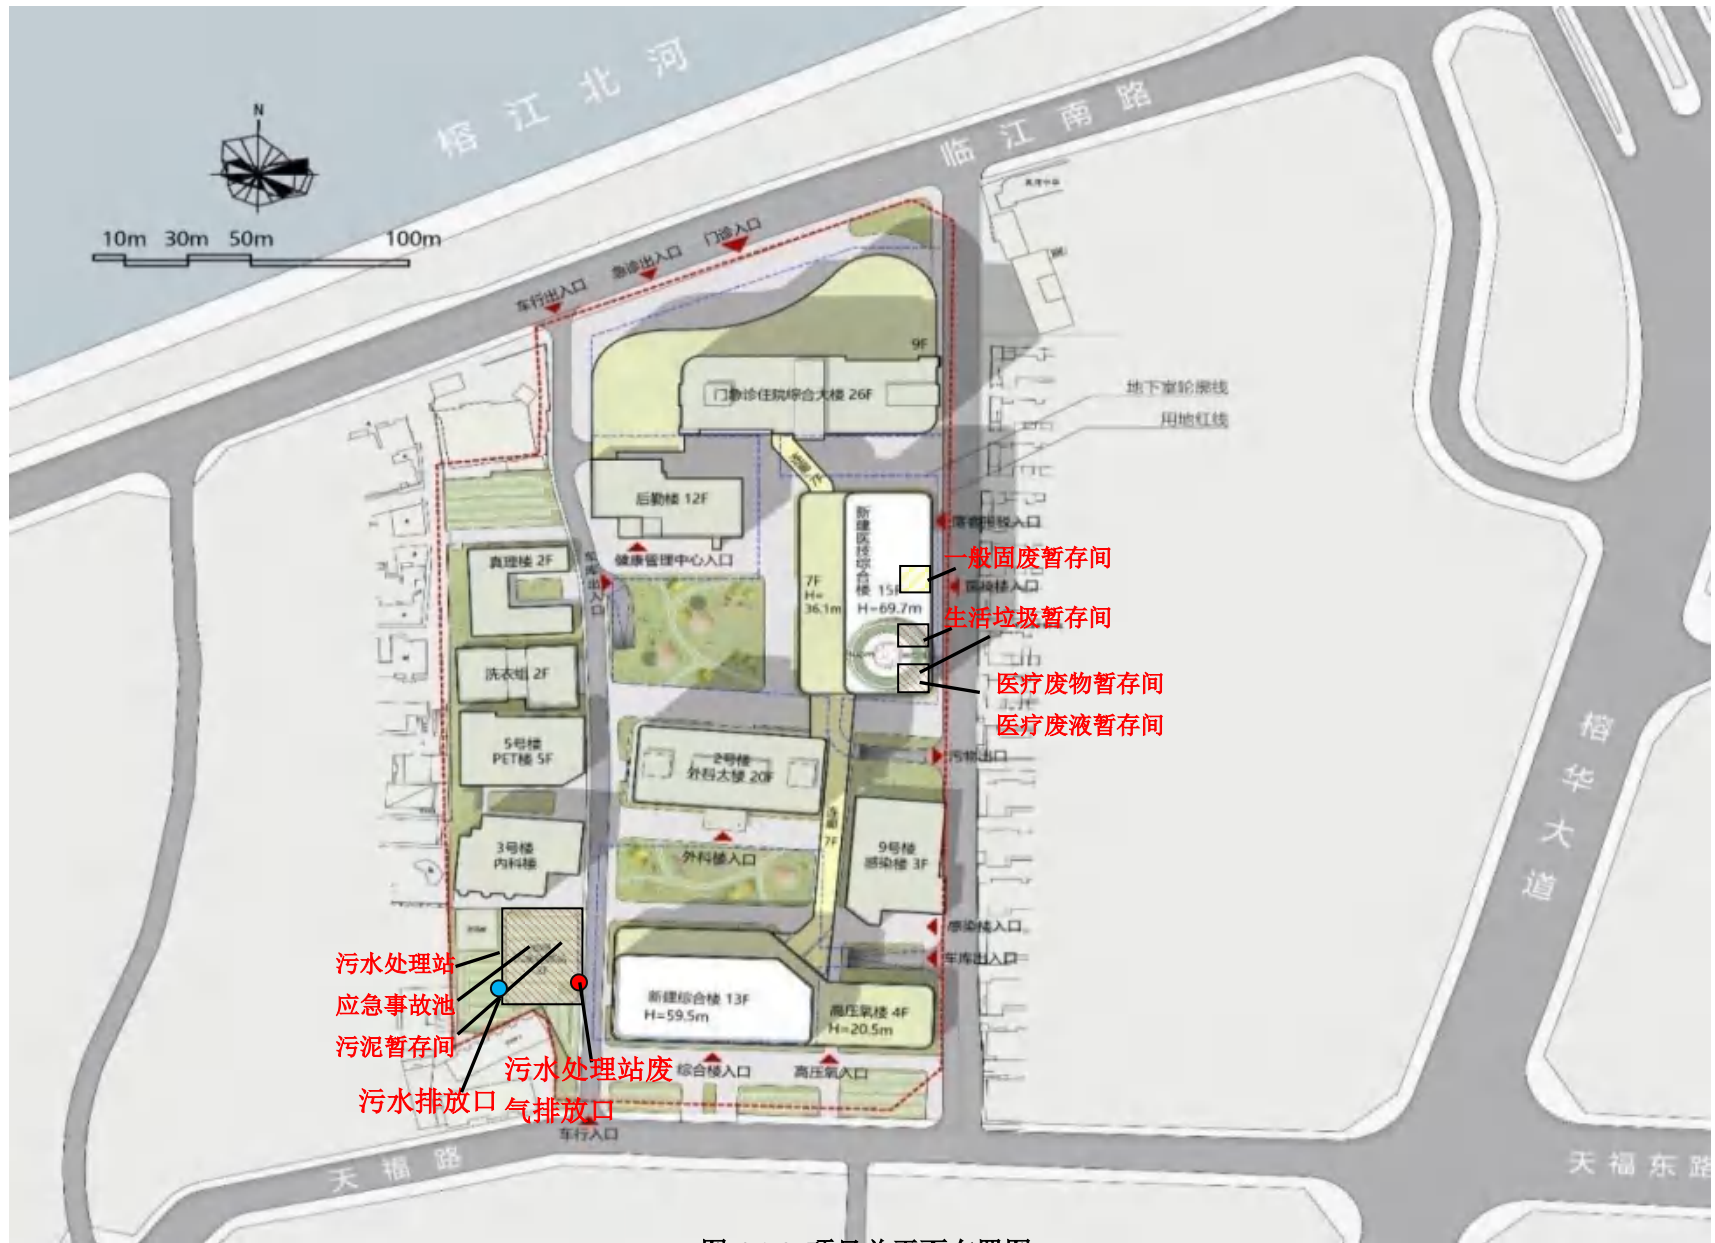 榕江北河
临江南路
N
10m 30m 50m 100m
门诊入口
急诊出入口
车行出入口
9F
门急诊住院综合大楼 26F
地下室轮廓线
用地红线
后勤楼 12F
健康管理中心入口
车库出入口
真理楼 2F
洗衣组 2F
5号楼
PET楼 5F
3号楼
内科楼
7F
H=
36.1m
新建医技综合楼 15F
H=69.7m
一般固废暂存间
生活垃圾暂存间
医疗废物暂存间
医疗废液暂存间
污物出口
2号楼
外科大楼 20F
外科楼入口
连廊
7F
9号楼
感染楼 3F
感染楼入口
车库出入口
新建综合楼 13F
H=59.5m
高压氧楼 4F
H=20.5m
综合楼入口
高压氧入口
污水处理站
应急事故池
污泥暂存间
污水排放口
污水处理站废
气排放口
车行入口
天福路
天福东路
榕华大道